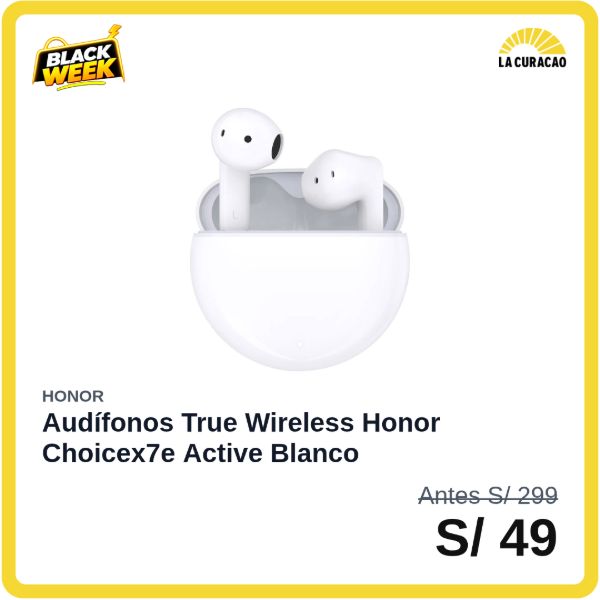 BLACK
WEEK
LA CURACAO
HONOR
Audífonos True Wireless Honor
Choicex7e Active Blanco
Antes S/ 299
S/ 49